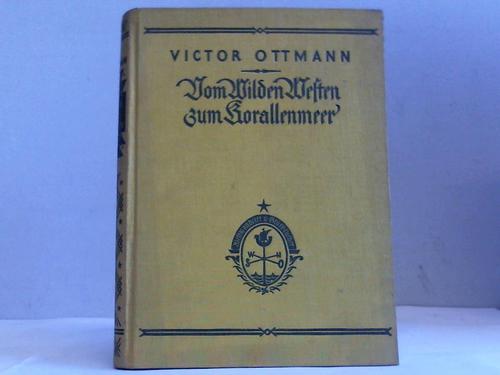 VICTOR OTTMANN
Vom Wilden Westen
zum Korallenmeer
W N
S O